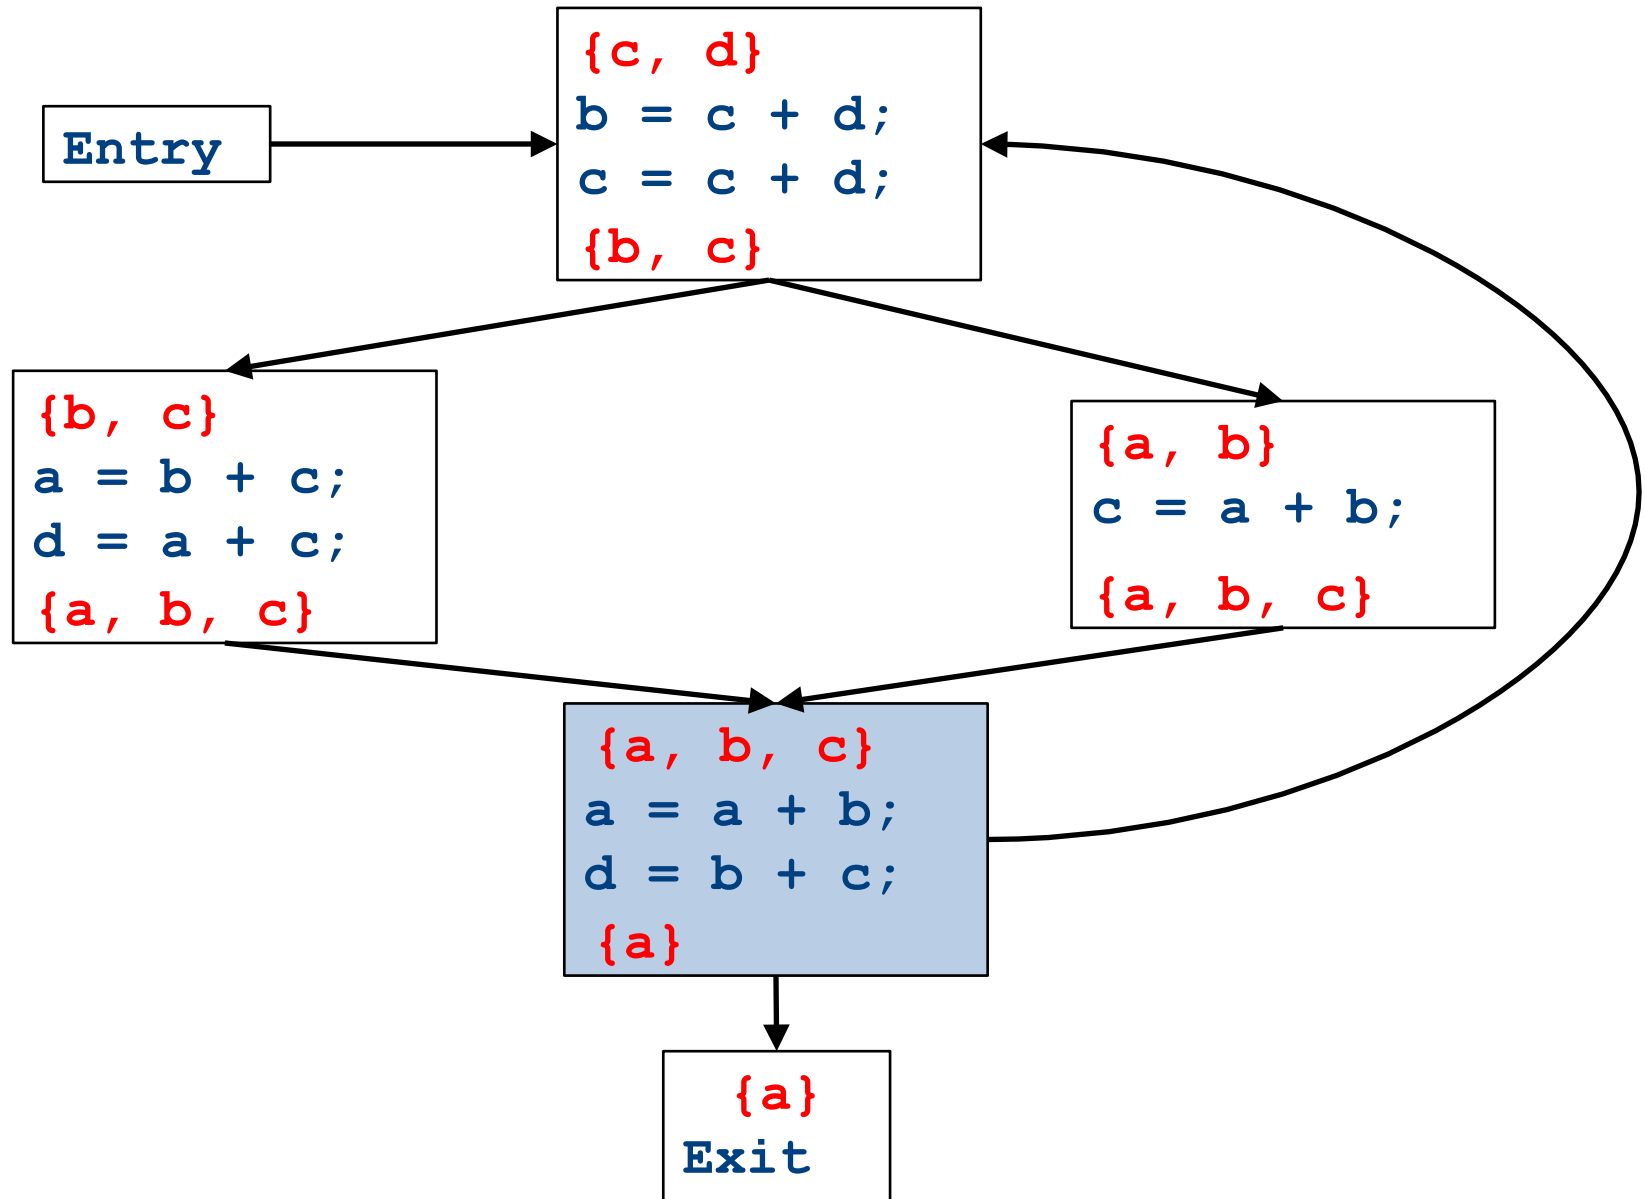 {c, d}
b = c + d;
c = c + d;
{b, c}
Entry
{b, c}
a = b + c;
d = a + c;
{a, b, c}
{a, b}
c = a + b;
{a, b, c}
{a, b, c}
a = a + b;
d = b + c;
{a}
{a}
Exit